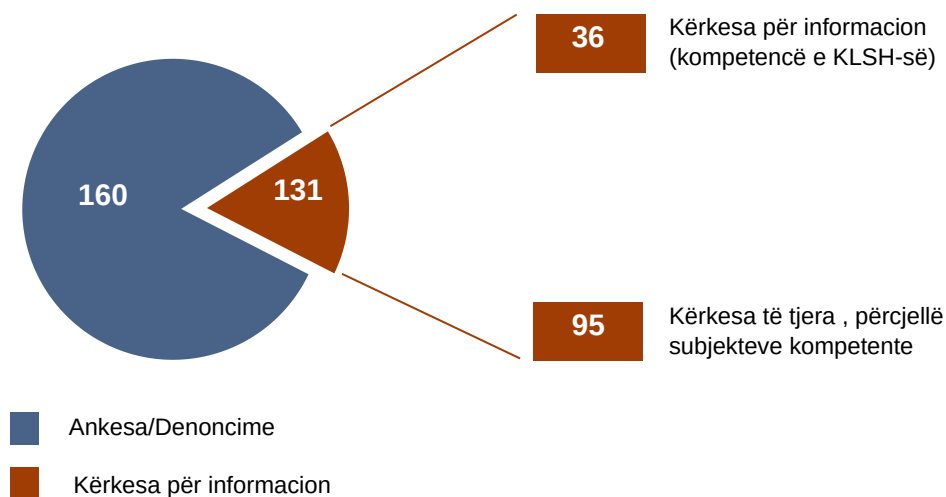 36
Kërkesa për informacion
(kompetencë e KLSH-së)
160
131
95
Kërkesa të tjera , përcjellë
subjekteve kompetente
Ankesa/Denoncime
Kërkesa për informacion